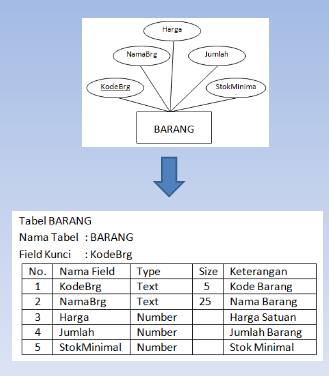 Harga
NamaBrg
Jumlah
KodeBrg
StokMinima
BARANG
Tabel BARANG
Nama Tabel : BARANG
Field Kunci : KodeBrg
No. Nama Field Type Size Keterangan
1 KodeBrg Text 5 Kode Barang
2 NamaBrg Text 25 Nama Barang
3 Harga Number Harga Satuan
4 Jumlah Number Jumlah Barang
5 StokMinimal Number Stok Minimal